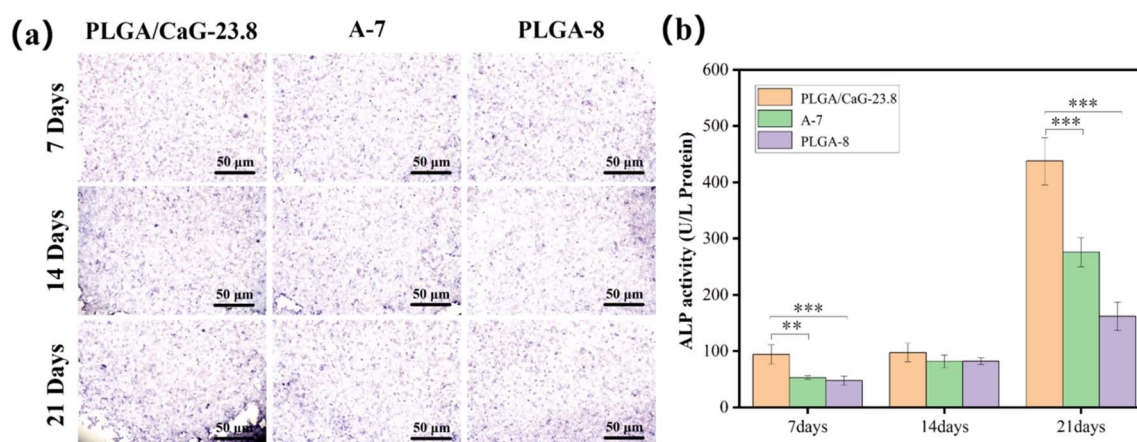 (a)
PLGA/CaG-23.8 A-7 PLGA-8
7 Days
50 μm 50 μm 50 μm
14 Days
50 μm 50 μm 50 μm
21 Days
50 μm 50 μm 50 μm
(b)
ALP activity (U/L Protein)
600
500
400
300
200
100
0
PLGA/CaG-23.8
A-7
PLGA-8
***
**
***
***
7days 14days 21days